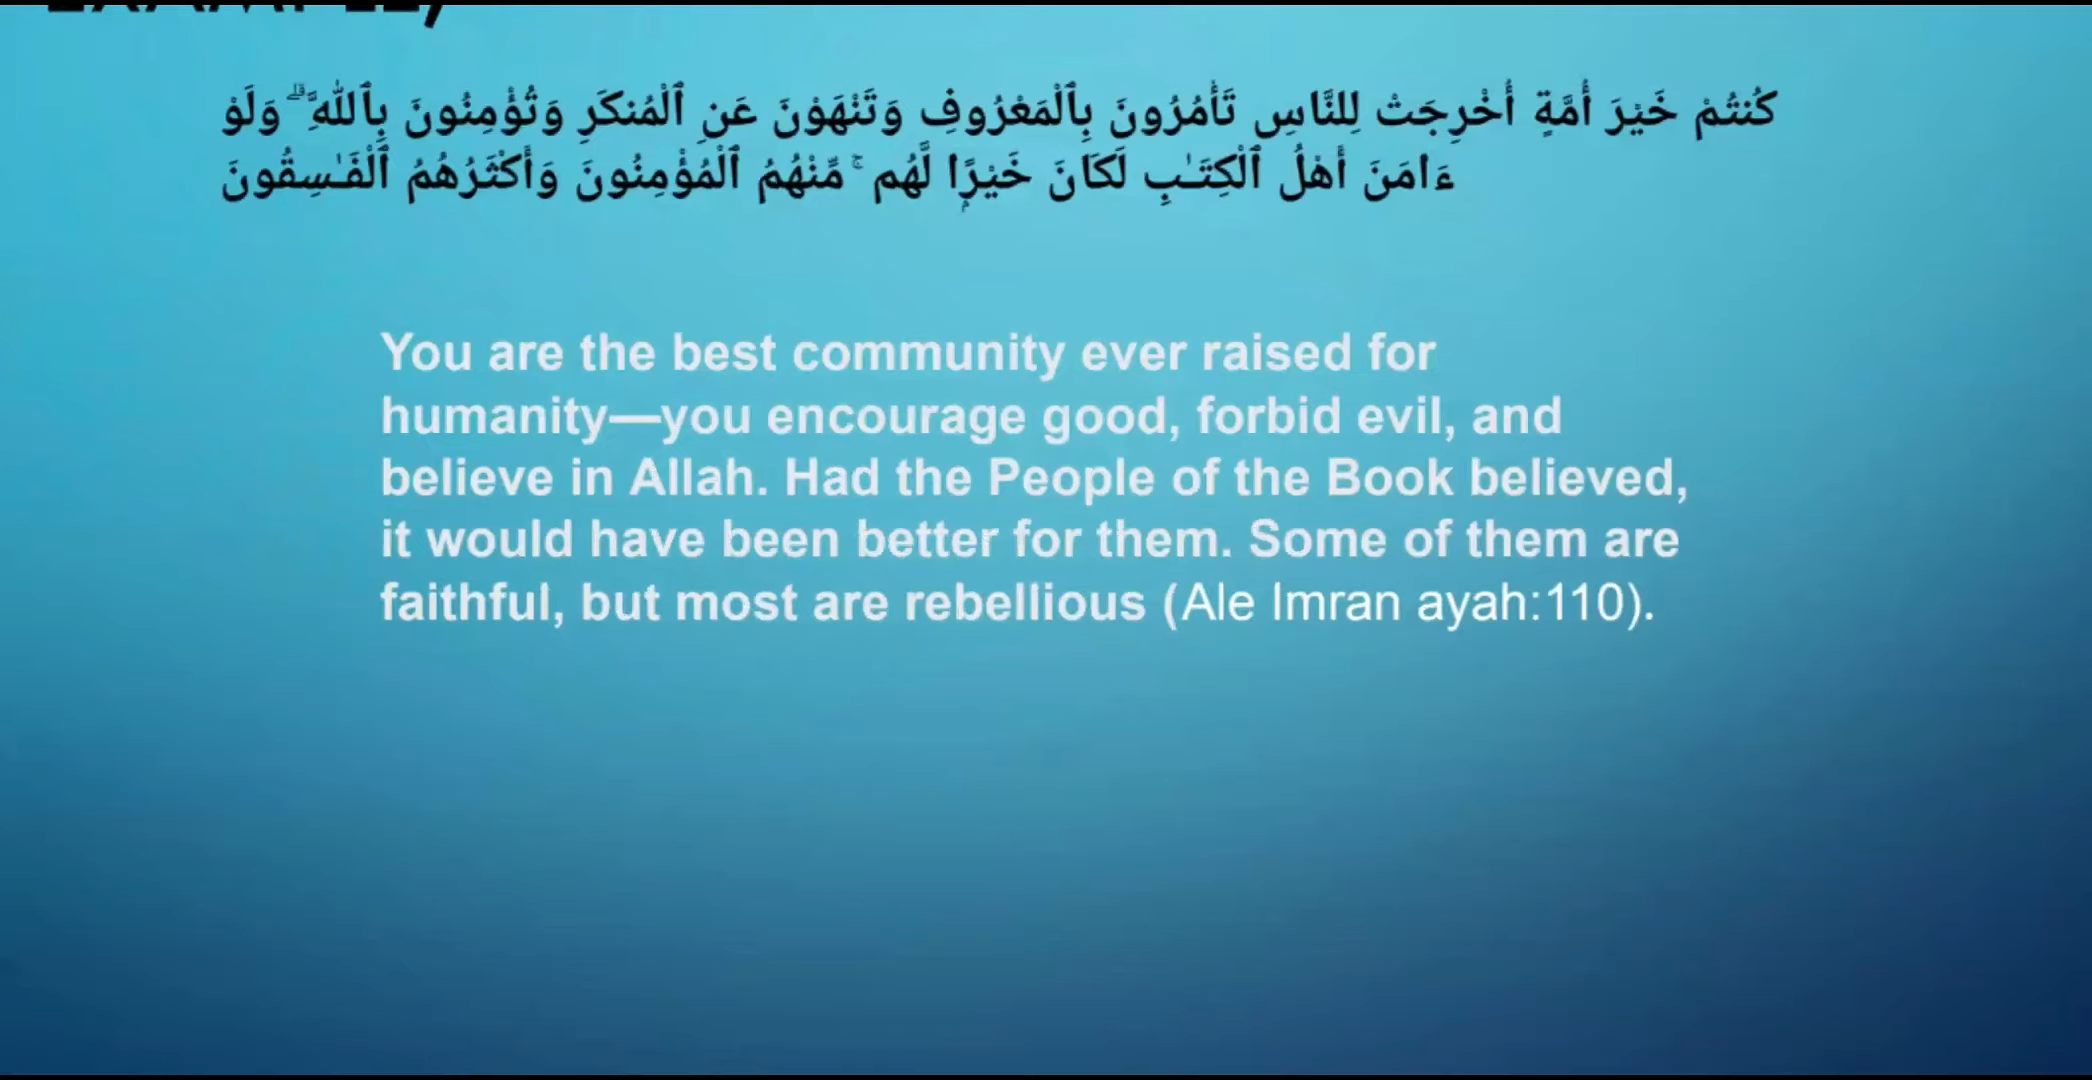 كُنتُمْ خَيْرَ أُمَّةٍ أُخْرِجَتْ لِلنَّاسِ تَأْمُرُونَ بِٱلْمَعْرُوفِ وَتَنْهَوْنَ عَنِ ٱلْمُنكَرِ وَتُؤْمِنُونَ بِٱللَّهِ ۗ وَلَوْ
ءَامَنَ أَهْلُ ٱلْكِتَـٰبِ لَكَانَ خَيْرًۭا لَّهُم ۚ مِّنْهُمُ ٱلْمُؤْمِنُونَ وَأَكْثَرُهُمُ ٱلْفَـٰسِقُونَ
You are the best community ever raised for
humanity—you encourage good, forbid evil, and
believe in Allah. Had the People of the Book believed,
it would have been better for them. Some of them are
faithful, but most are rebellious (Ale Imran ayah:110).